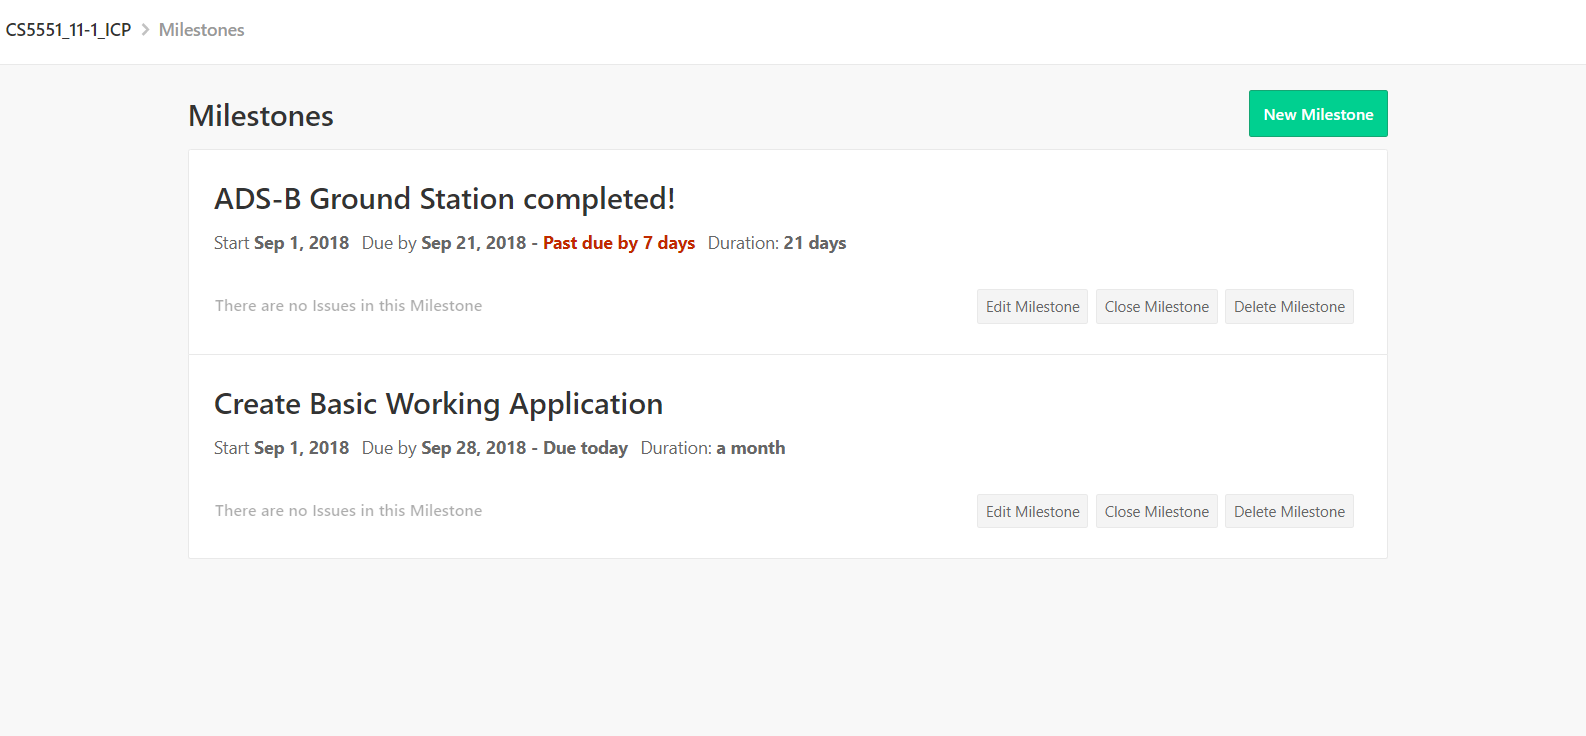 CS5551_11-1_ICP > Milestones
Milestones
New Milestone
ADS-B Ground Station completed!
Start Sep 1, 2018 Due by Sep 21, 2018 - Past due by 7 days Duration: 21 days
There are no Issues in this Milestone
Edit Milestone Close Milestone Delete Milestone
Create Basic Working Application
Start Sep 1, 2018 Due by Sep 28, 2018 - Due today Duration: a month
There are no Issues in this Milestone
Edit Milestone Close Milestone Delete Milestone